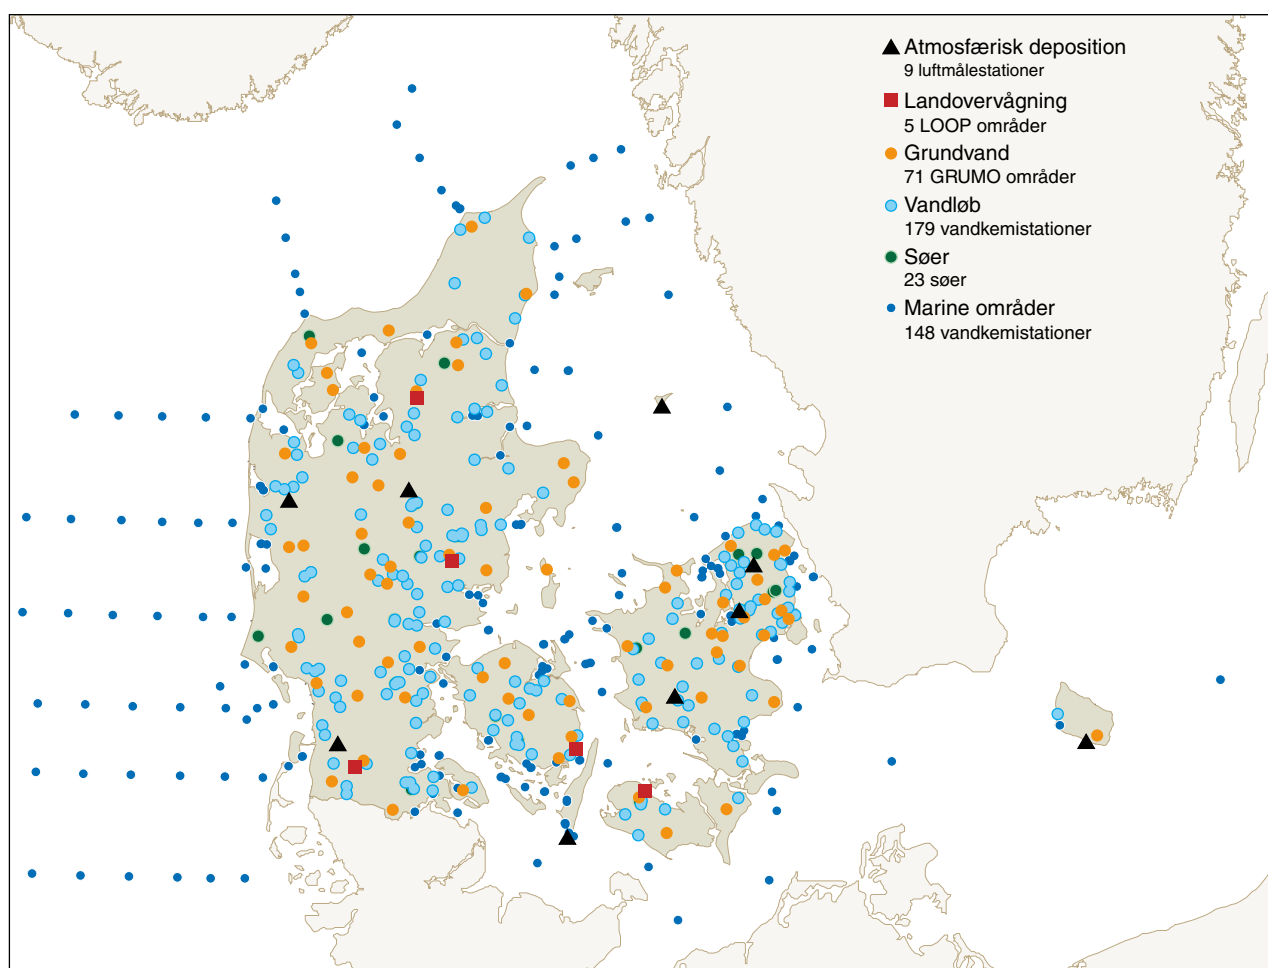 Atmosfærisk deposition
9 luftmålestationer
Landovervågning
5 LOOP områder
Grundvand
71 GRUMO områder
Vandløb
179 vandkemistationer
Søer
23 søer
Marine områder
148 vandkemistationer